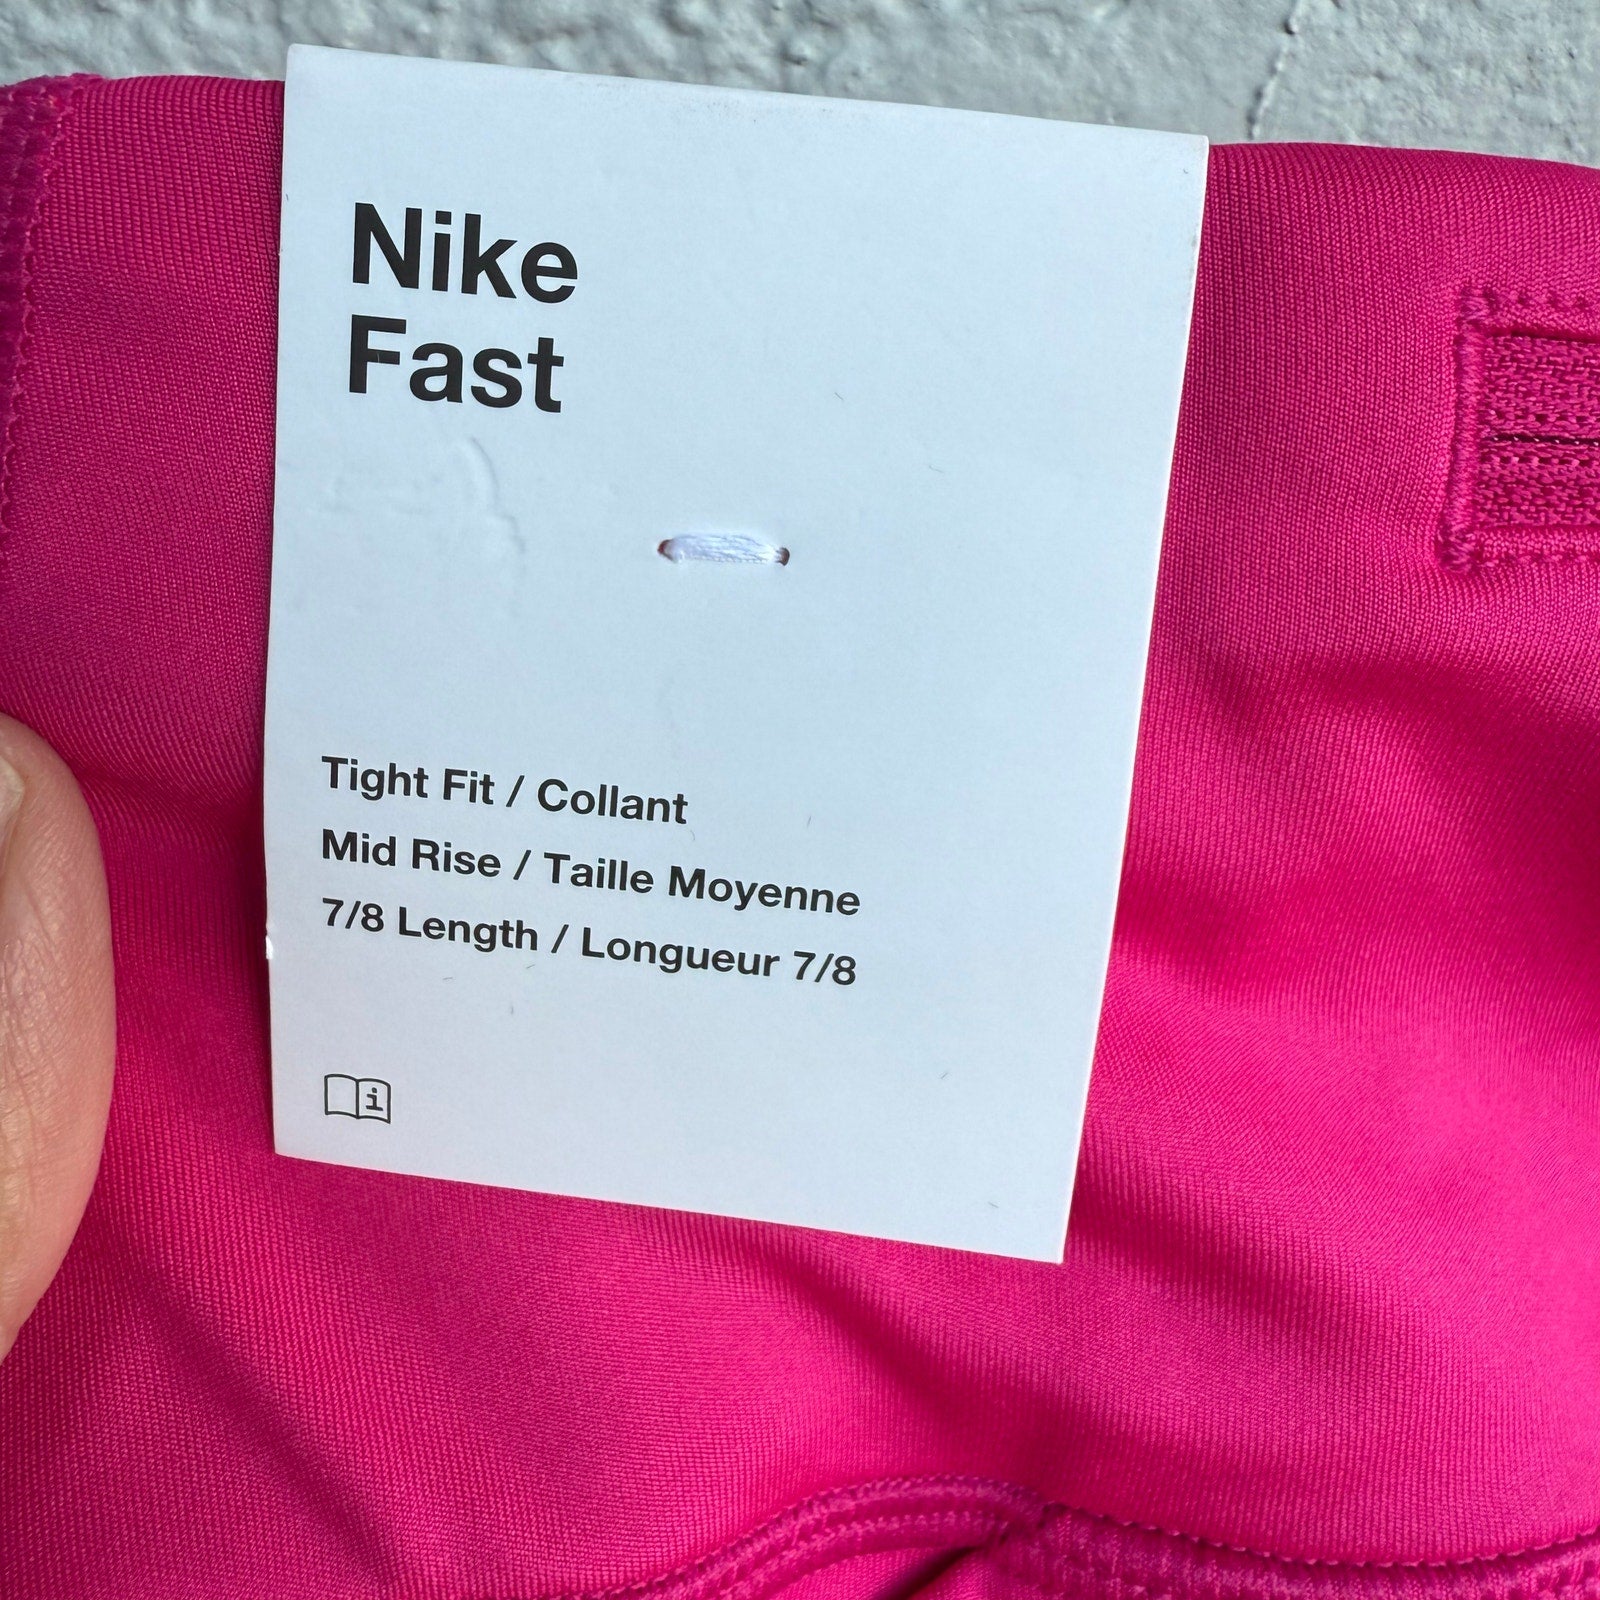 Nike
Fast
Tight Fit / Collant
Mid Rise / Taille Moyenne
7/8 Length / Longueur 7/8
i